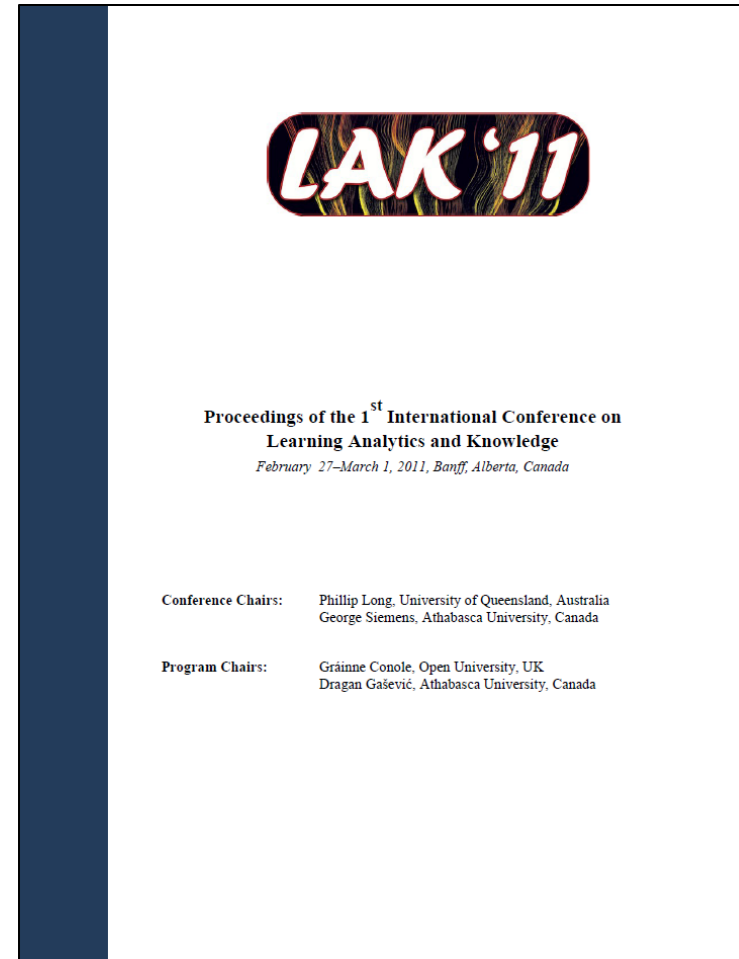 LAK ‘11
Proceedings of the 1st International Conference on
Learning Analytics and Knowledge
February 27–March 1, 2011, Banff, Alberta, Canada
Conference Chairs: Phillip Long, University of Queensland, Australia
George Siemens, Athabasca University, Canada
Program Chairs: Gráinne Conole, Open University, UK
Dragan Gašević, Athabasca University, Canada